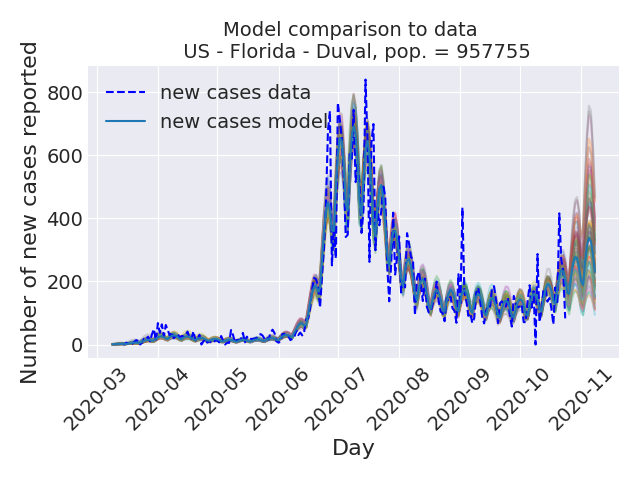 Model comparison to data
US - Florida - Duval, pop. = 957755
new cases data
new cases model
Number of new cases reported
800
600
400
200
0
2020-03
2020-04
2020-05
2020-06
2020-07
2020-08
2020-09
2020-10
2020-11
Day